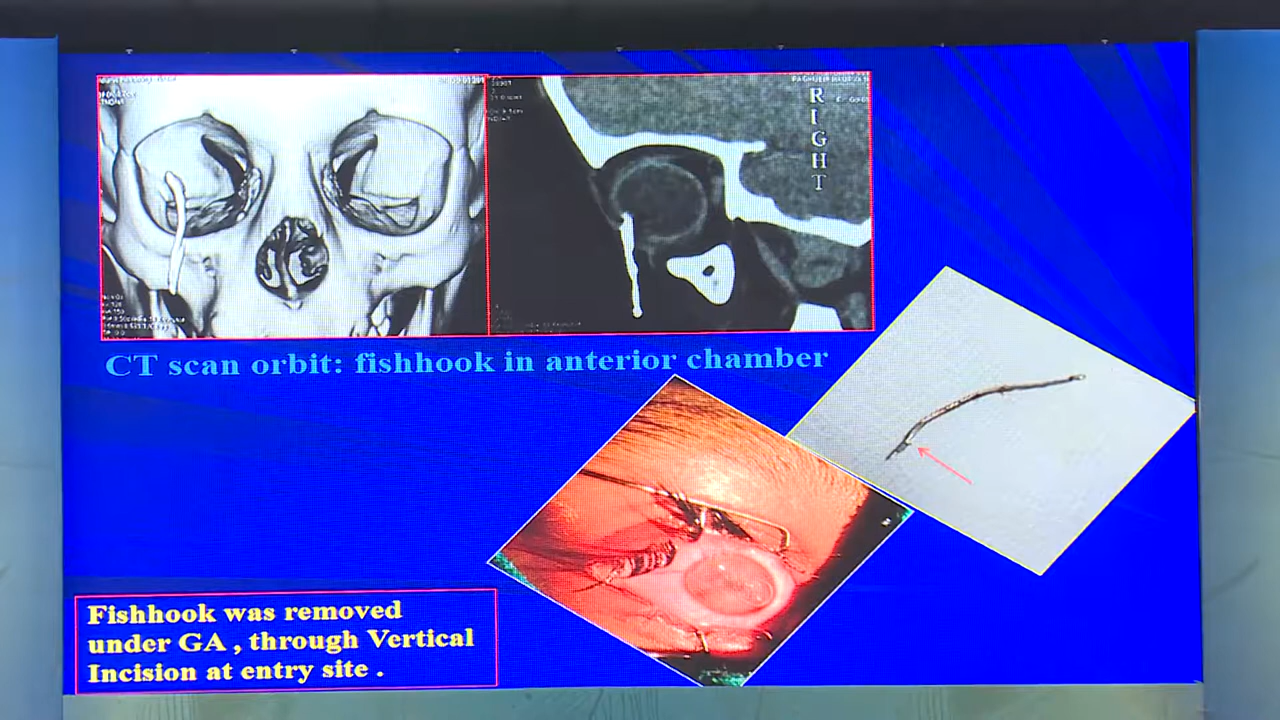 RIGHT
CT scan orbit: fishhook in anterior chamber
Fishhook was removed
under GA , through Vertical
Incision at entry site .